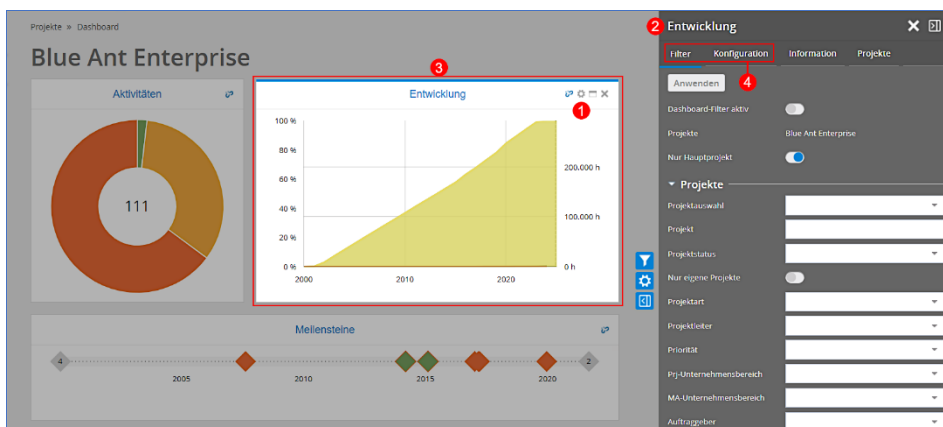 Projekte » Dashboard
Blue Ant Enterprise
Aktivitäten
111
3
Entwicklung
1
100 %
80 %
60 %
40 %
20 %
0 %
200.000 h
100.000 h
0 h
2000
2010
2020
Meilensteine
4
2
2005
2010
2015
2020
2
Entwicklung
Filter
Konfiguration
Information
Projekte
4
Anwenden
Dashboard-Filter aktiv
Projekte
Blue Ant Enterprise
Nur Hauptprojekt
Projekte
Projektauswahl
Projekt
Projektstatus
Nur eigene Projekte
Projektart
Projektleiter
Priorität
Prj-Unternehmensbereich
MA-Unternehmensbereich
Auftraggeber